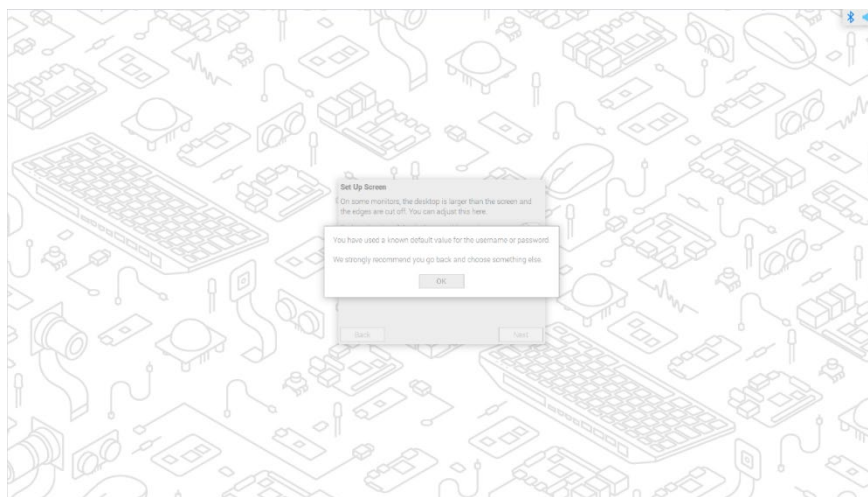 Set Up Screen
On some monitors, the desktop is larger than the screen and
the edges are cut off. You can adjust this here.
You have used a known default value for the username or password.
We strongly recommend you go back and choose something else.
OK
Back
Next